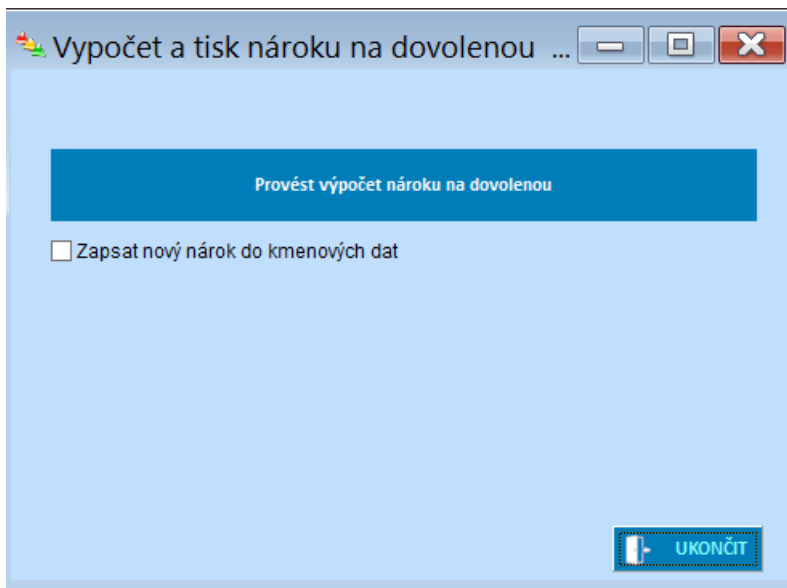 Vypočet a tisk nároku na dovolenou ...
Provést výpočet nároku na dovolenou
Zapsat nový nárok do kmenových dat
UKONČIT